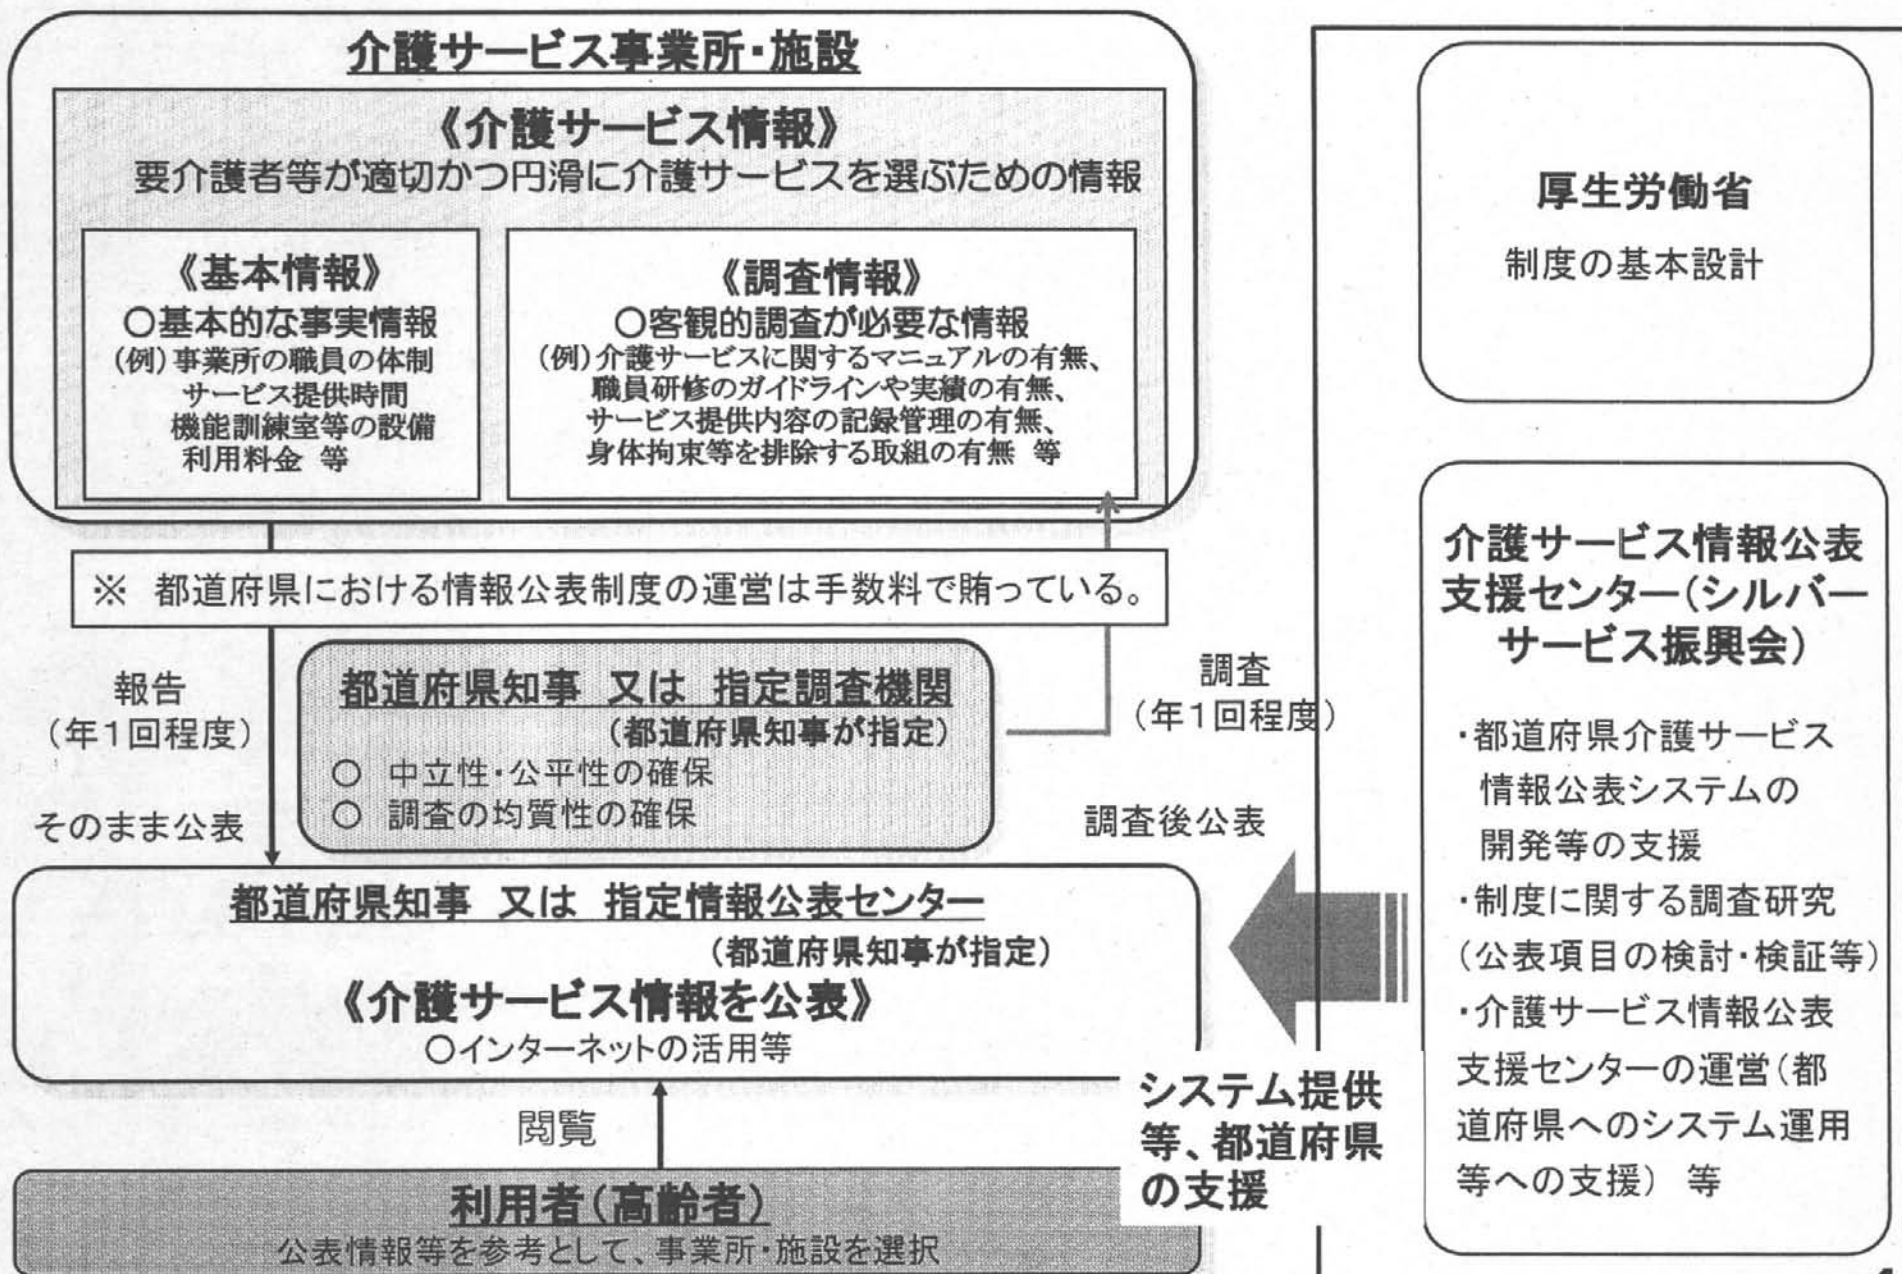 介護サービス事業所・施設
《介護サービス情報》
要介護者等が適切かつ円滑に介護サービスを選ぶための情報
《基本情報》
○基本的な事実情報
(例)事業所の職員の体制
サービス提供時間
機能訓練室等の設備
利用料金 等
《調査情報》
○客観的調査が必要な情報
(例)介護サービスに関するマニュアルの有無、
職員研修のガイドラインや実績の有無、
サービス提供内容の記録管理の有無、
身体拘束等を排除する取組の有無 等
※ 都道府県における情報公表制度の運営は手数料で賄っている。
報告
(年1回程度)
そのまま公表
都道府県知事 又は 指定調査機関
(都道府県知事が指定)
○ 中立性・公平性の確保
○ 調査の均質性の確保
調査
(年1回程度)
調査後公表
都道府県知事 又は 指定情報公表センター
(都道府県知事が指定)
《介護サービス情報を公表》
○インターネットの活用等
閲覧
利用者(高齢者)
公表情報等を参考として、事業所・施設を選択
システム提供
等、都道府県
の支援
厚生労働省
制度の基本設計
介護サービス情報公表
支援センター(シルバー
サービス振興会)
・都道府県介護サービス
情報公表システムの
開発等の支援
・制度に関する調査研究
(公表項目の検討・検証等)
・介護サービス情報公表
支援センターの運営(都
道府県へのシステム運用
等への支援) 等